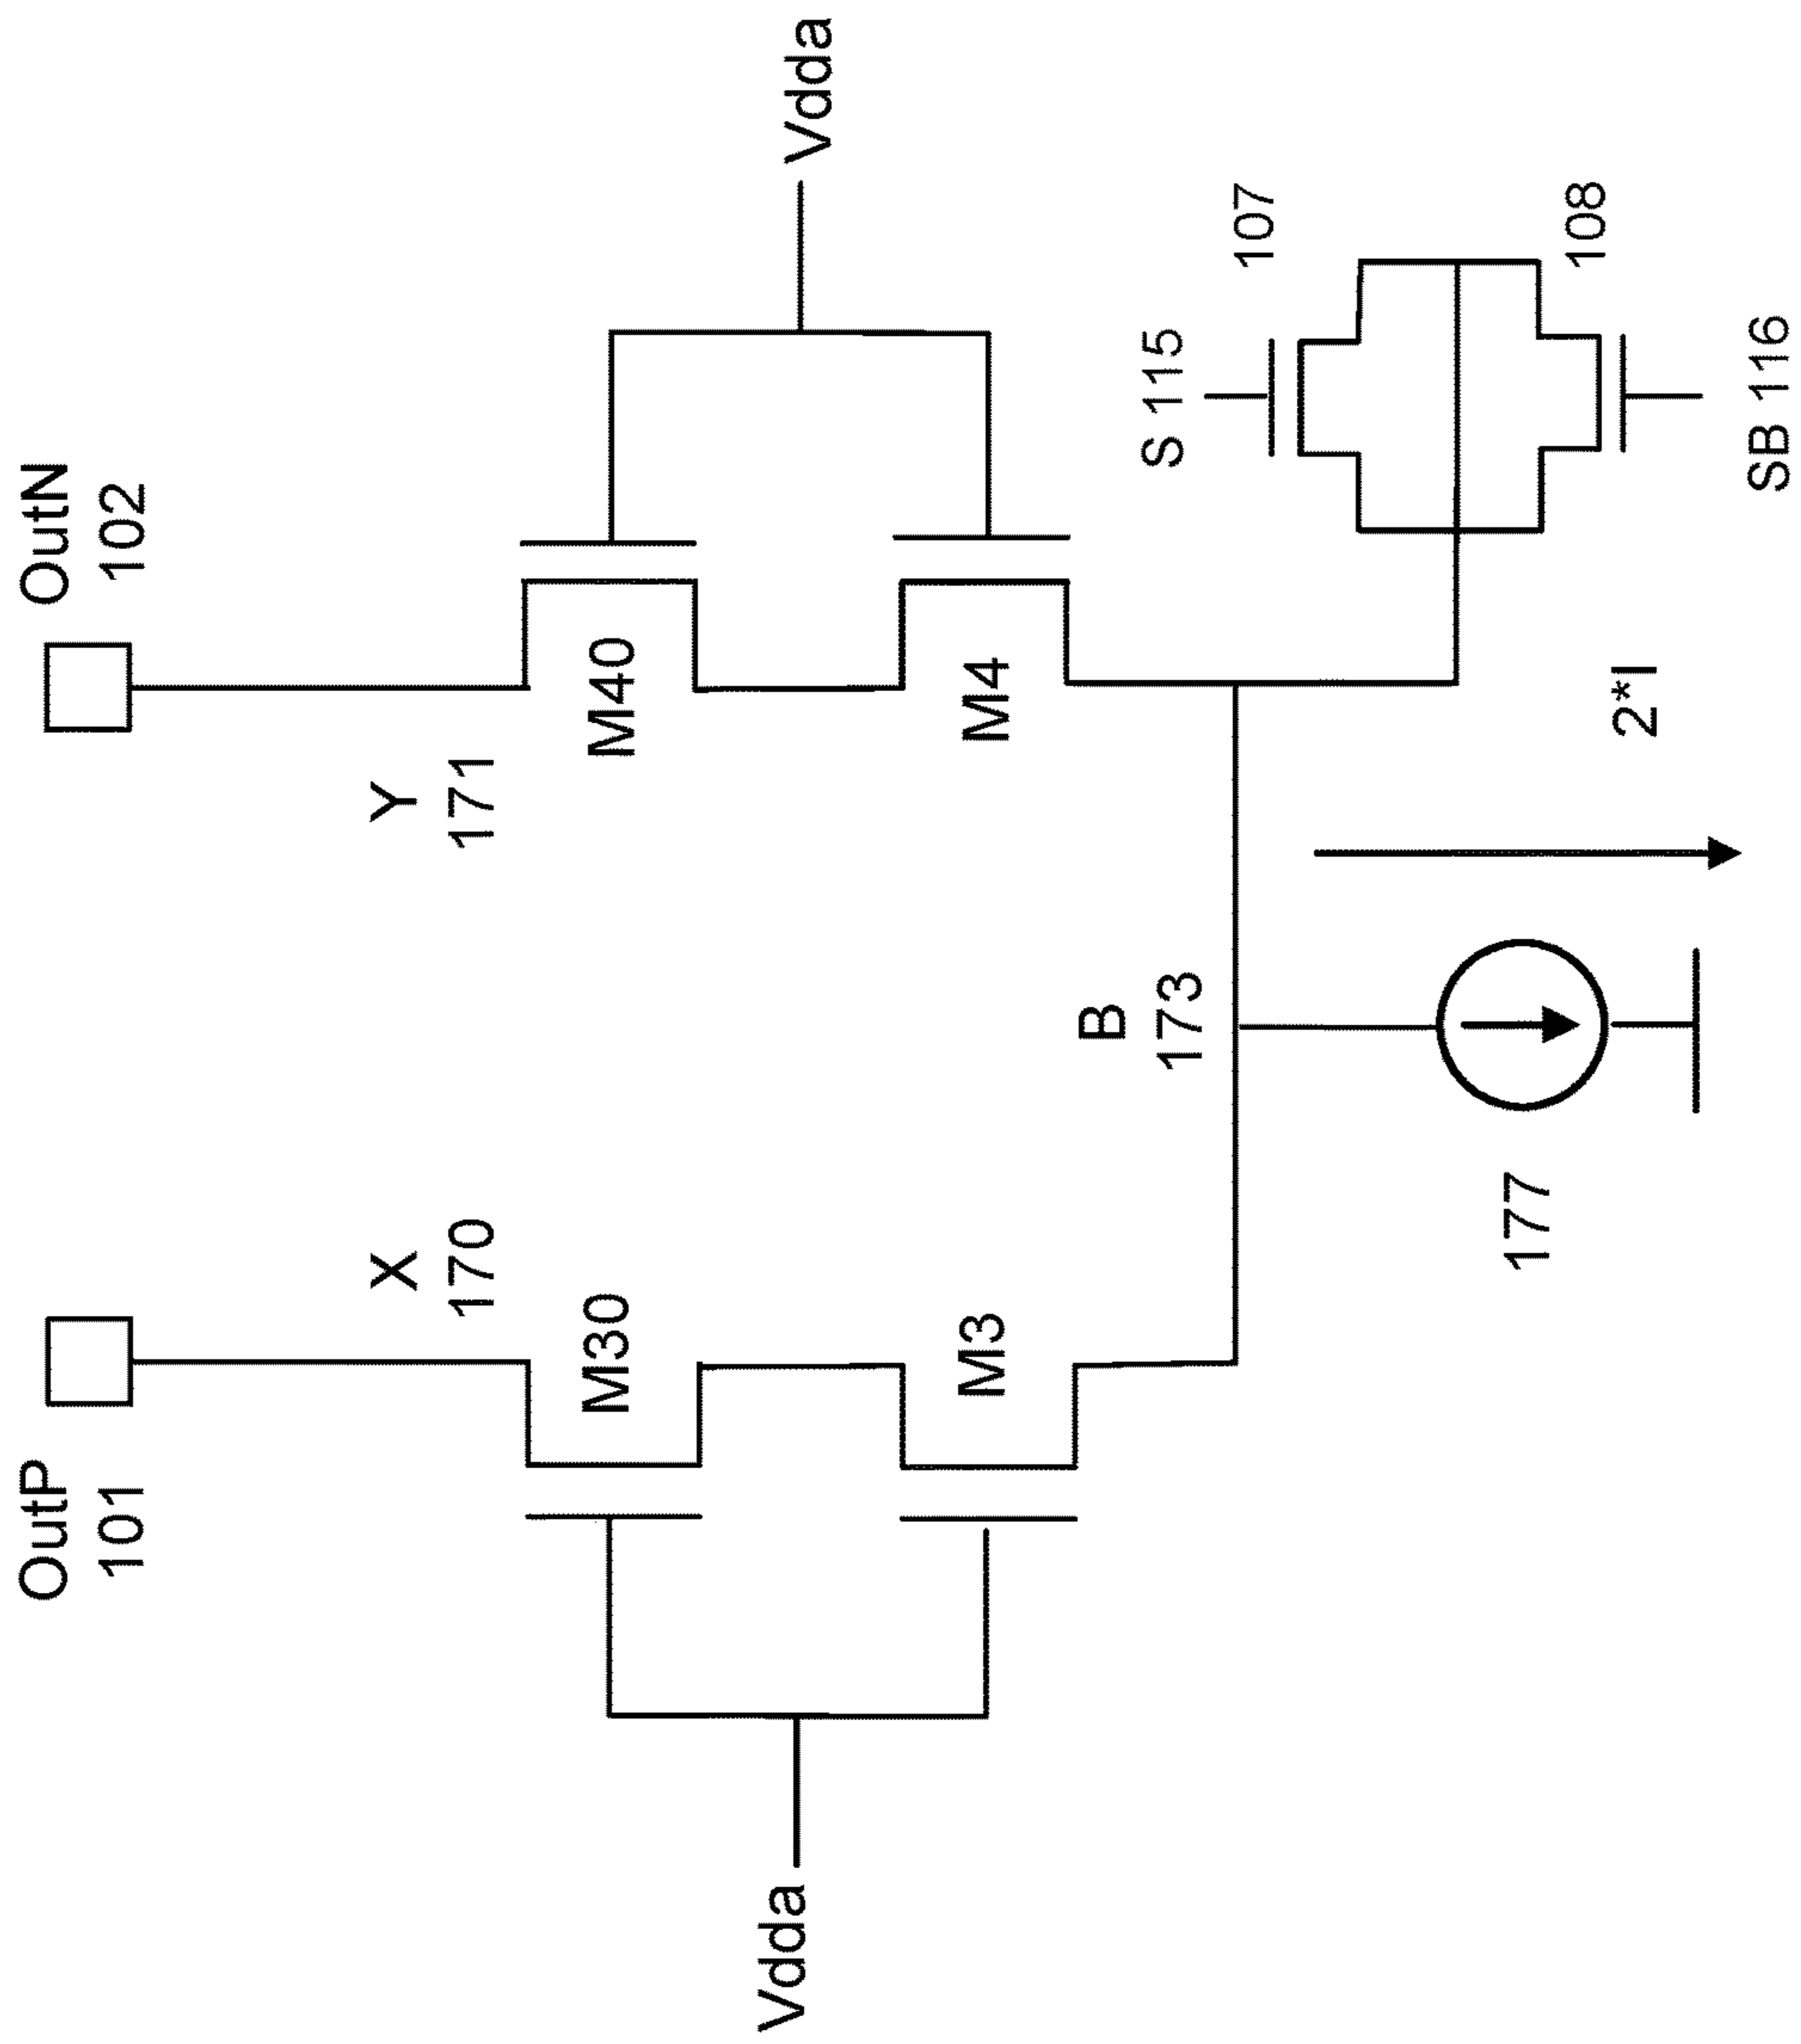 OutP
101
OutN
102
X
170
Y
171
M30
M40
Vdda
Vdda
M3
M4
B
173
S 115
107
177
2*I
108
SB 116